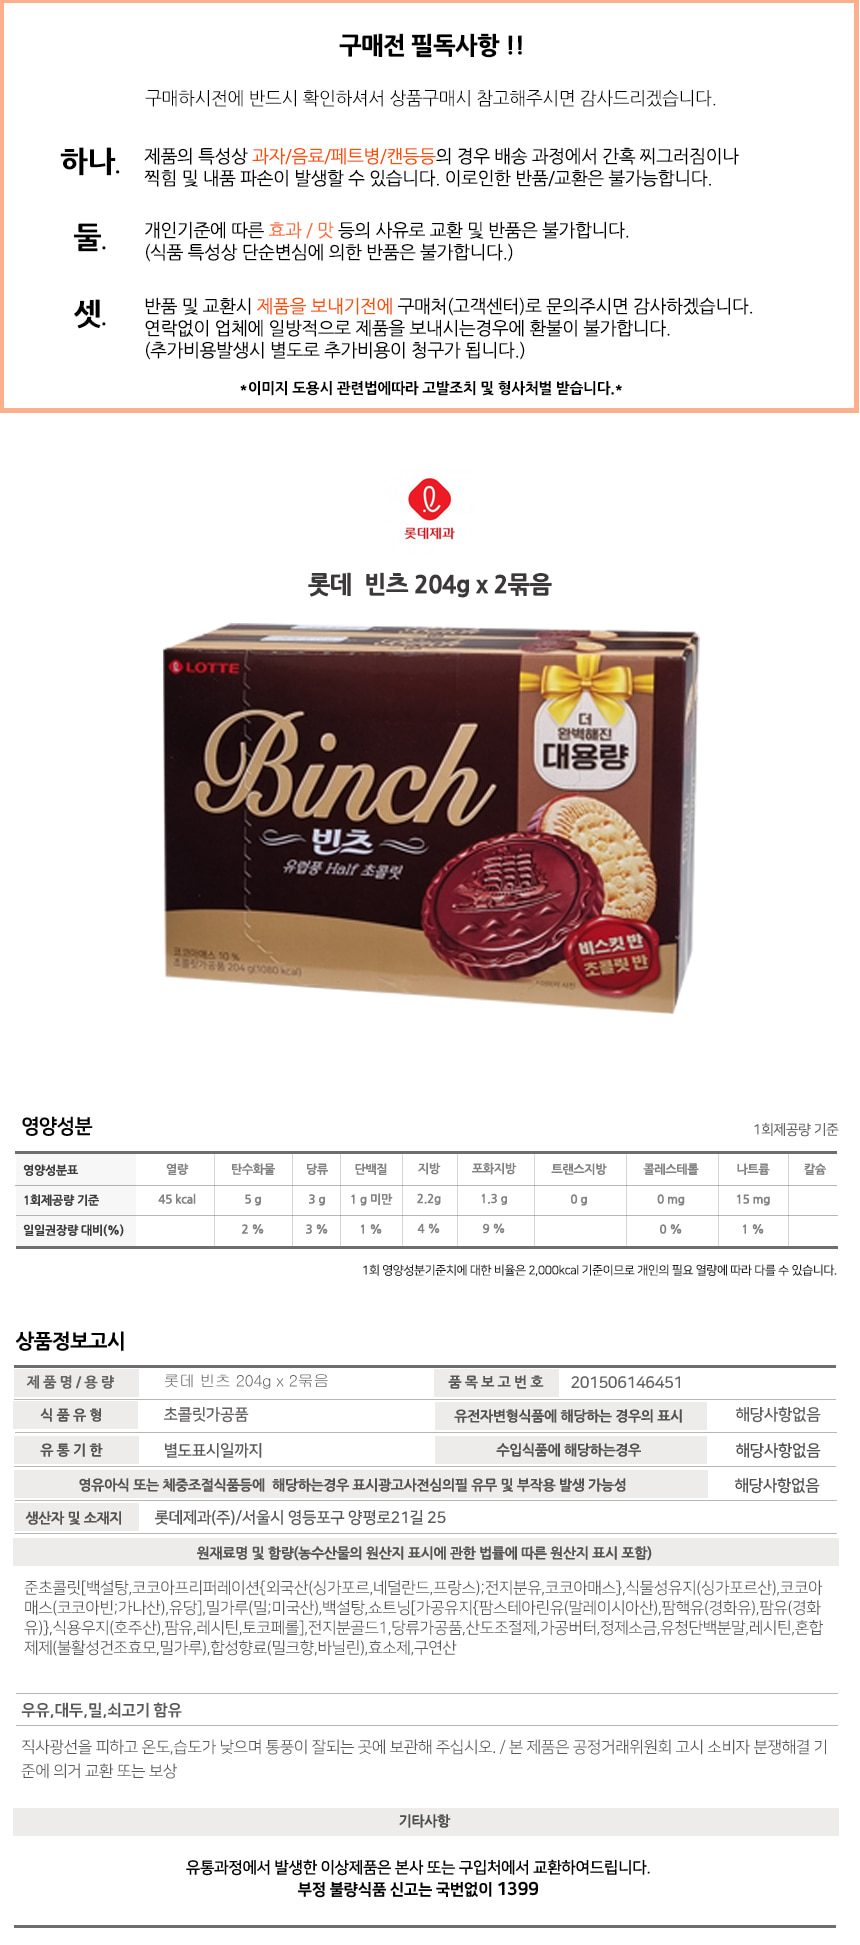 구매전 필독사항 !!
구매하시전에 반드시 확인하셔서 상품구매시 참고해주시면 감사드리겠습니다.
하나. 제품의 특성상 과자/음료/페트병/캔등등의 경우 배송 과정에서 간혹 찌그러짐이나
찍힘 및 내품 파손이 발생할 수 있습니다. 이로인한 반품/교환은 불가능합니다.
둘. 개인기준에 따른 효과 / 맛 등의 사유로 교환 및 반품은 불가합니다.
(식품 특성상 단순변심에 의한 반품은 불가합니다.)
셋. 반품 및 교환시 제품을 보내기전에 구매처(고객센터)로 문의주시면 감사하겠습니다.
연락없이 업체에 일방적으로 제품을 보내시는경우에 환불이 불가합니다.
(추가비용발생시 별도로 추가비용이 청구가 됩니다.)
*이미지 도용시 관련법에따라 고발조치 및 형사처벌 받습니다.*
롯데제과
롯데 빈츠 204g x 2묶음
LOTTE
더
완벽해진
대용량
Binch
빈츠
유럽풍 Half 초콜릿
비스킷 반
초콜릿 반
코코아매스 10 %
초콜릿가공품 204 g(1080 kcal)
*이미지 사진
영양성분
1회제공량 기준
영양성분표 열량 탄수화물 당류 단백질 지방 포화지방 트랜스지방 콜레스테롤 나트륨 칼슘
1회제공량 기준 45 kcal 5 g 3 g 1 g 미만 2.2g 1.3 g 0 g 0 mg 15 mg
일일권장량 대비(%) 2 % 3 % 1 % 4 % 9 % 0 % 1 %
1회 영양성분기준치에 대한 비율은 2,000kcal 기준이므로 개인의 필요 열량에 따라 다를 수 있습니다.
상품정보고시
제 품 명 / 용 량 롯데 빈츠 204g x 2묶음 품 목 보 고 번 호 201506146451
식 품 유 형 초콜릿가공품 유전자변형식품에 해당하는 경우의 표시 해당사항없음
유 통 기 한 별도표시일까지 수입식품에 해당하는경우 해당사항없음
영유아식 또는 체중조절식품등에 해당하는경우 표시광고사전심의필 유무 및 부작용 발생 가능성 해당사항없음
생산자 및 소재지 롯데제과(주)/서울시 영등포구 양평로21길 25
원재료명 및 함량(농수산물의 원산지 표시에 관한 법률에 따른 원산지 표시 포함)
준초콜릿[백설탕,코코아프리퍼레이션{외국산(싱가포르,네덜란드,프랑스);전지분유,코코아매스},식물성유지(싱가포르산),코코아
매스(코코아빈;가나산),유당],밀가루(밀;미국산),백설탕,쇼트닝[가공유지{팜스테아린유(말레이시아산),팜핵유(경화유),팜유(경화
유)},식용우지(호주산),팜유,레시틴,토코페롤],전지분골드1,당류가공품,산도조절제,가공버터,정제소금,유청단백분말,레시틴,혼합
제제(불활성건조효모,밀가루),합성향료(밀크향,바닐린),효소제,구연산
우유,대두,밀,쇠고기 함유
직사광선을 피하고 온도,습도가 낮으며 통풍이 잘되는 곳에 보관해 주십시오. / 본 제품은 공정거래위원회 고시 소비자 분쟁해결 기
준에 의거 교환 또는 보상
기타사항
유통과정에서 발생한 이상제품은 본사 또는 구입처에서 교환하여드립니다.
부정 불량식품 신고는 국번없이 1399